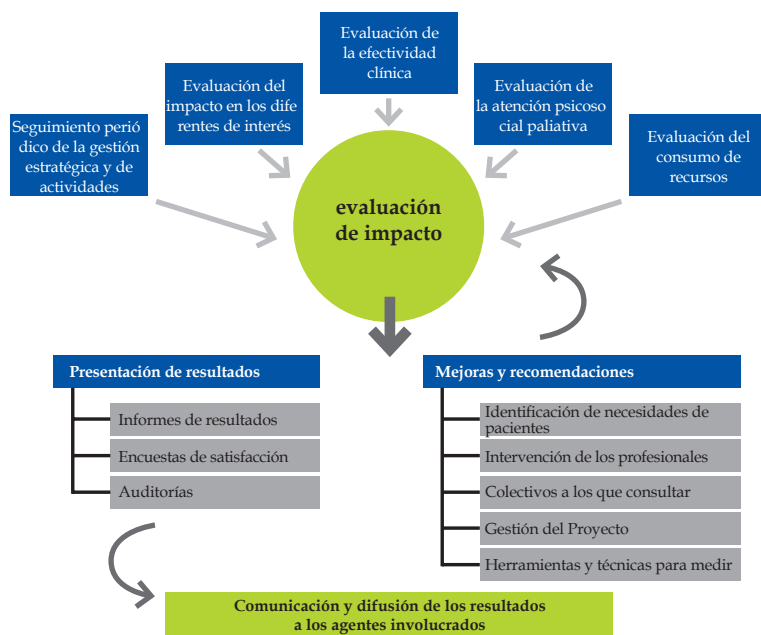 Evaluación de
la efectividad
clínica
Evaluación del
impacto en los dife
rentes de interés
Evaluación de
la atención psicoso
cial paliativa
Seguimiento perió
dico de la gestión
estratégica y de
actividades
Evaluación del
consumo de
recursos
evaluación
de impacto
Presentación de resultados
Informes de resultados
Encuestas de satisfacción
Auditorías
Mejoras y recomendaciones
Identificación de necesidades de
pacientes
Intervención de los profesionales
Colectivos a los que consultar
Gestión del Proyecto
Herramientas y técnicas para medir
Comunicación y difusión de los resultados
a los agentes involucrados